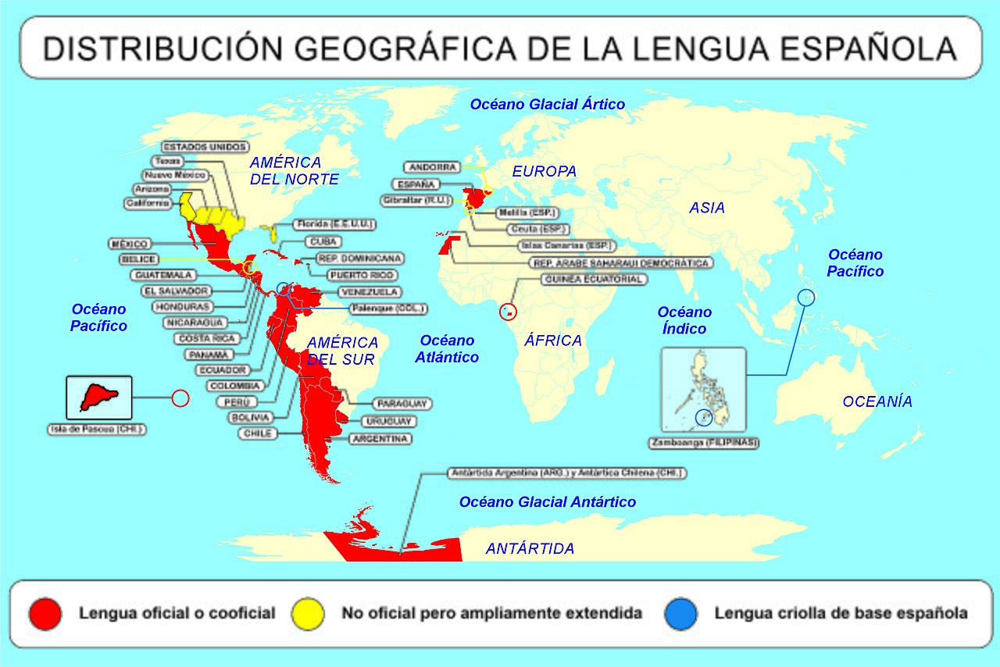 DISTRIBUCIÓN GEOGRÁFICA DE LA LENGUA ESPAÑOLA
Océano Glacial Ártico
ESTADOS UNIDOS
Texas
Nuevo México
Arizona
California
AMÉRICA
DEL NORTE
ANDORRA
ESPAÑA
Gibraltar (R.U.)
EUROPA
ASIA
Melilla (ESP.)
Ceuta (ESP.)
Islas Canarias (ESP.)
REP. ÁRABE SAHARAUI DEMOCRÁTICA
GUINEA ECUATORIAL
Florida (E.E.U.U.)
CUBA
REP. DOMINICANA
PUERTO RICO
VENEZUELA
Palenque (COL.)
MÉXICO
BELICE
GUATEMALA
EL SALVADOR
HONDURAS
NICARAGUA
COSTA RICA
PANAMÁ
ECUADOR
COLOMBIA
PERÚ
BOLIVIA
CHILE
Océano
Pacífico
AMÉRICA
DEL SUR
Océano
Atlántico
ÁFRICA
Océano
Índico
Océano
Pacífico
OCEANÍA
Isla de Pascua (CHI.)
PARAGUAY
URUGUAY
ARGENTINA
Zamboanga (FILIPINAS)
Antártida Argentina (ARG.) y Antártica Chilena (CHI.)
Océano Glacial Antártico
ANTÁRTIDA
Lengua oficial o cooficial
No oficial pero ampliamente extendida
Lengua criolla de base española